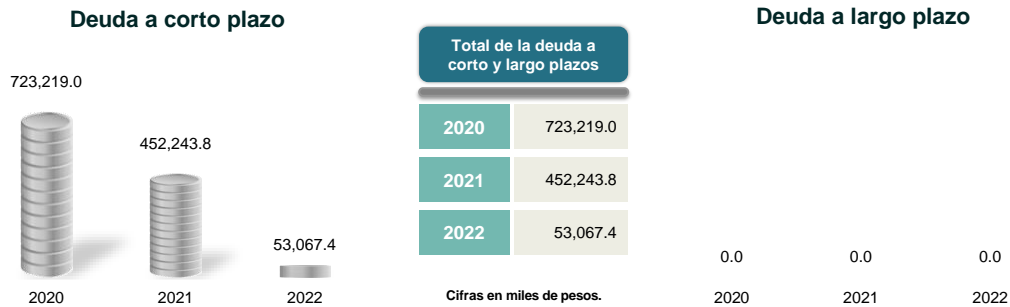 Deuda a corto plazo
723,219.0
452,243.8
53,067.4
2020 2021 2022
Total de la deuda a
corto y largo plazos
2020 723,219.0
2021 452,243.8
2022 53,067.4
Cifras en miles de pesos.
Deuda a largo plazo
0.0 0.0 0.0
2020 2021 2022